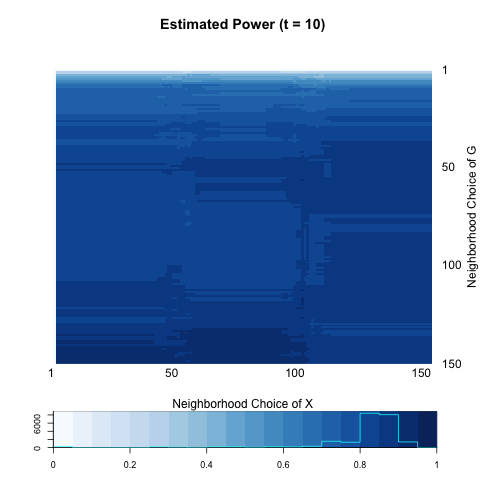 Estimated Power (t = 10)
1
50
100
150
Neighborhood Choice of G
1 50 100 150
Neighborhood Choice of X
0 6000
0 0.2 0.4 0.6 0.8 1